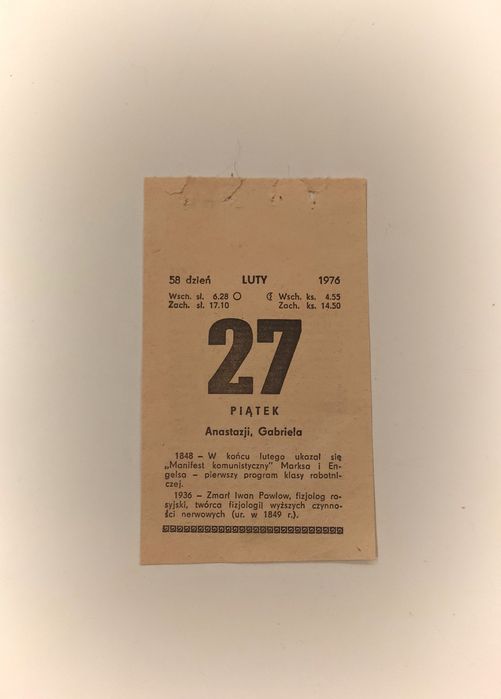 58 dzień LUTY 1976
Wsch. sł. 6.28 Wsch. ks. 4.55
Zach. sł. 17.10 Zach. ks. 14.50
27
PIĄTEK
Anastazji, Gabriela
1848 – W końcu lutego ukazał się
„Manifest komunistyczny" Marksa i En-
gelsa – pierwszy program klasy robotni-
czej.
1936 – Zmarł Iwan Pawłow, fizjolog ro-
syjski, twórca fizjologii wyższych czynno-
ści nerwowych (ur. w 1849 r.).